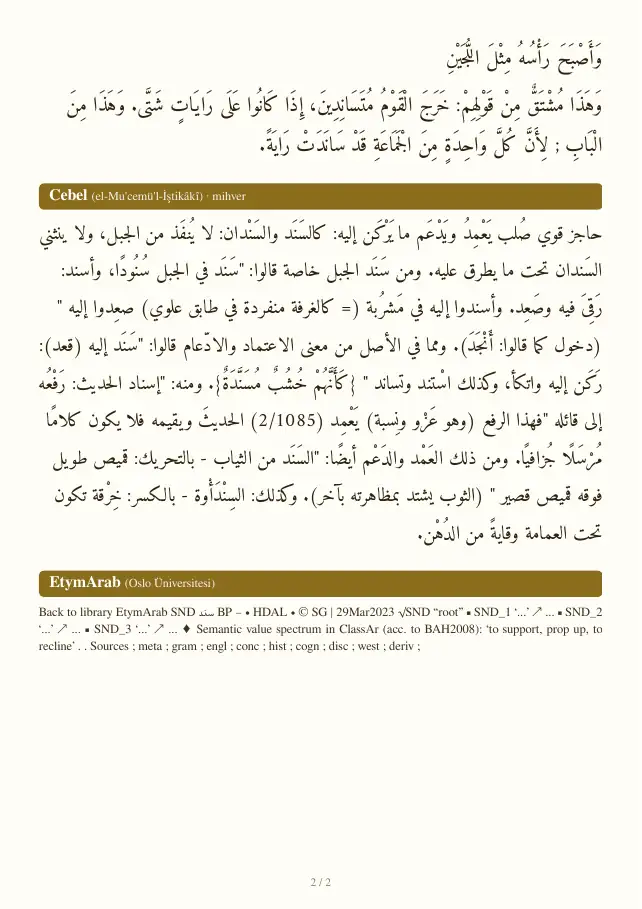 وَأَصْبَحَ رَأْسُهُ مِثْلَ اللُّجَيْنِ
وَهَذَا مُشْتَقٌّ مِنْ قَوْلِهِمْ: خَرَجَ الْقَوْمُ مُتَسَانِدِينَ، إِذَا كَانُوا عَلَى رَايَاتٍ شَتَّى. وَهَذَا مِنَ
الْبَابِ ; لِأَنَّ كُلَّ وَاحِدَةٍ مِنَ الْجَمَاعَةِ قَدْ سَانَدَتْ رَايَةً.
Cebel (el-Mu'cemü'l-İştikâkî) · mihver
حاجز قوي صُلب يَعْمِدُ ويَدْعَم ما يَرْكَن إليه: كالسَنَد والسَنْدان: لا يُنفَذ من الجبل، ولا ينثني
السَندان تحت ما يطرق عليه. ومن سَنَد الجبل خاصة قالوا: "سَنَد في الجبل سُنُودًا، وأسند:
رَقِىَ فيه وصَعِد. وأسندوا إليه في مَشرُبة (= كالغرفة منفردة في طابق علوي) صعِدوا إليه "
(دخول كما قالوا: أَنْجَدَ). ومما في الأصل من معنى الاعتماد والادّعام قالوا: "سَنَد إليه (قعد):
رَكَن إليه واتكأ، وكذلك اسْتند وتساند " {كَأَنَّهُمْ خُشُبٌ مُسَنَّدَةٌ}. ومنه: "إسناد الحديث: رَفْعُه
إلى قائله "فهذا الرفع (وهو عَزْو ونِسبة) يَعْمِد (2/1085) الحديثَ ويقيمه فلا يكون كلامًا
مُرْسَلًا جُزافيًا. ومن ذلك العَمْد والدَعْم أيضًا: "السَنَد من الثياب - بالتحريك: قميص طويل
فوقه قميص قصير " (الثوب يشتد بمظاهرته بآخر). وكذلك: السِنْدَأْوة - بالكسر: خِرْقة تكون
تحت العمامة وقايةً من الدُهْن.
EtymArab (Oslo Üniversitesi)
Back to library EtymArab SND سند BP – • HDAL • © SG | 29Mar2023 √SND “root” ▪ SND_1 ‘...’ ↗ ... ▪ SND_2
‘...’ ↗ ... ▪ SND_3 ‘...’ ↗ ... ♦ Semantic value spectrum in ClassAr (acc. to BAH2008): ‘to support, prop up, to
recline’ . . Sources ; meta ; gram ; engl ; conc ; hist ; cogn ; disc ; west ; deriv ;
2 / 2